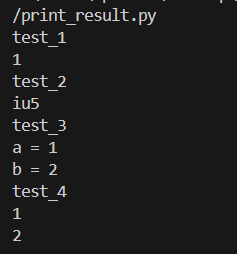 /print_result.py
test_1
1
test_2
iu5
test_3
a = 1
b = 2
test_4
1
2